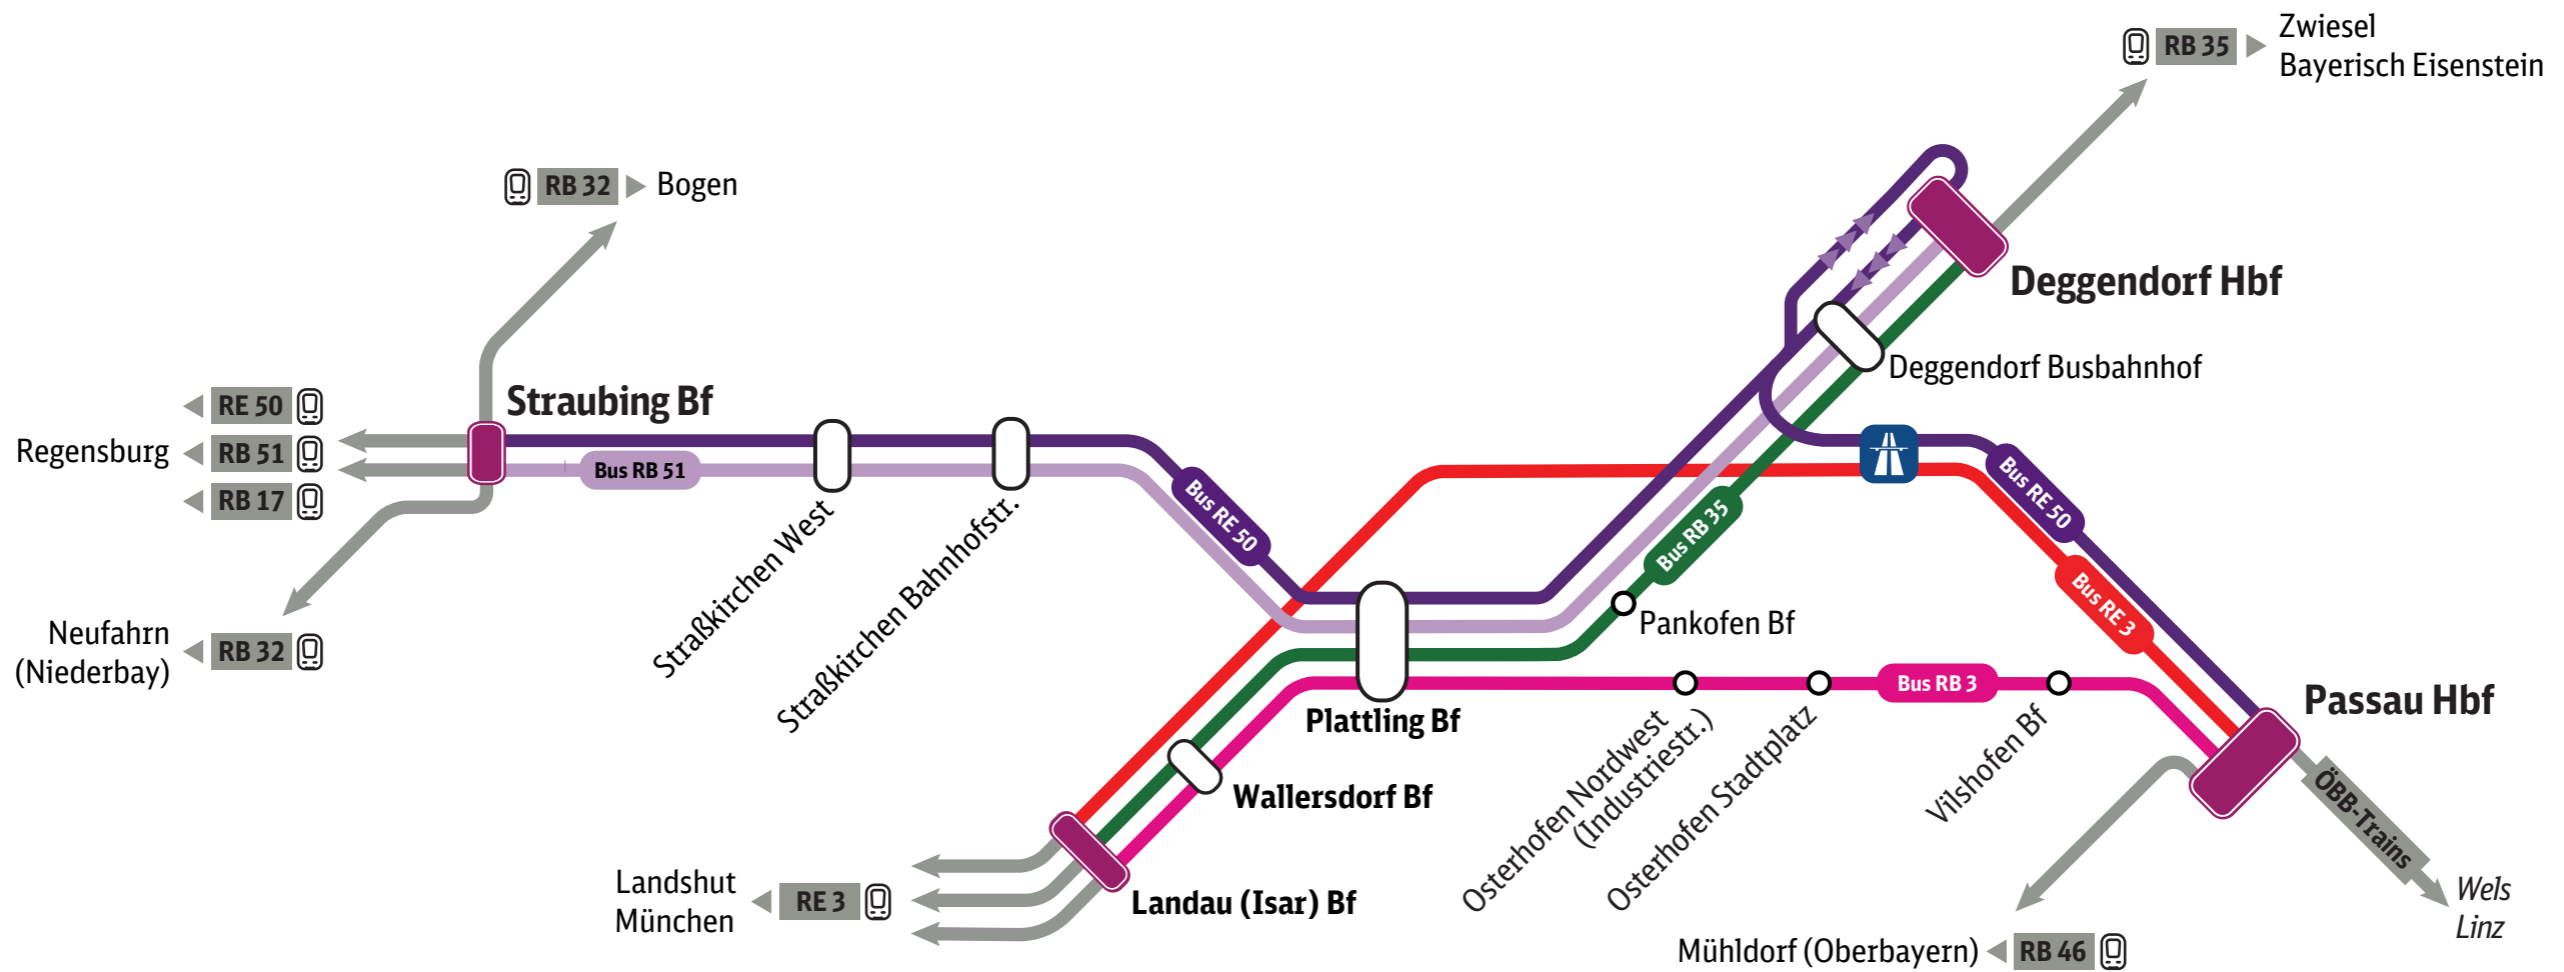 Zwiesel
RB 35
Bayerisch Eisenstein
RB 32
Bogen
Deggendorf Hbf
Deggendorf Busbahnhof
RE 50
Straubing Bf
Regensburg
RB 51
Bus RB 51
RB 17
Straßkirchen West
Straßkirchen Bahnhofstr.
Bus RE 50
Bus RB 35
Bus RE 50
Bus RE 3
Pankofen Bf
Neufahrn
(Niederbay)
RB 32
Bus RB 3
Plattling Bf
Passau Hbf
Osterhofen Nordwest
(Industriestr.)
Osterhofen Stadtplatz
Vilshofen Bf
Wallersdorf Bf
ÖBB-Trains
Landshut
München
RE 3
Landau (Isar) Bf
Wels
Linz
Mühldorf (Oberbayern)
RB 46